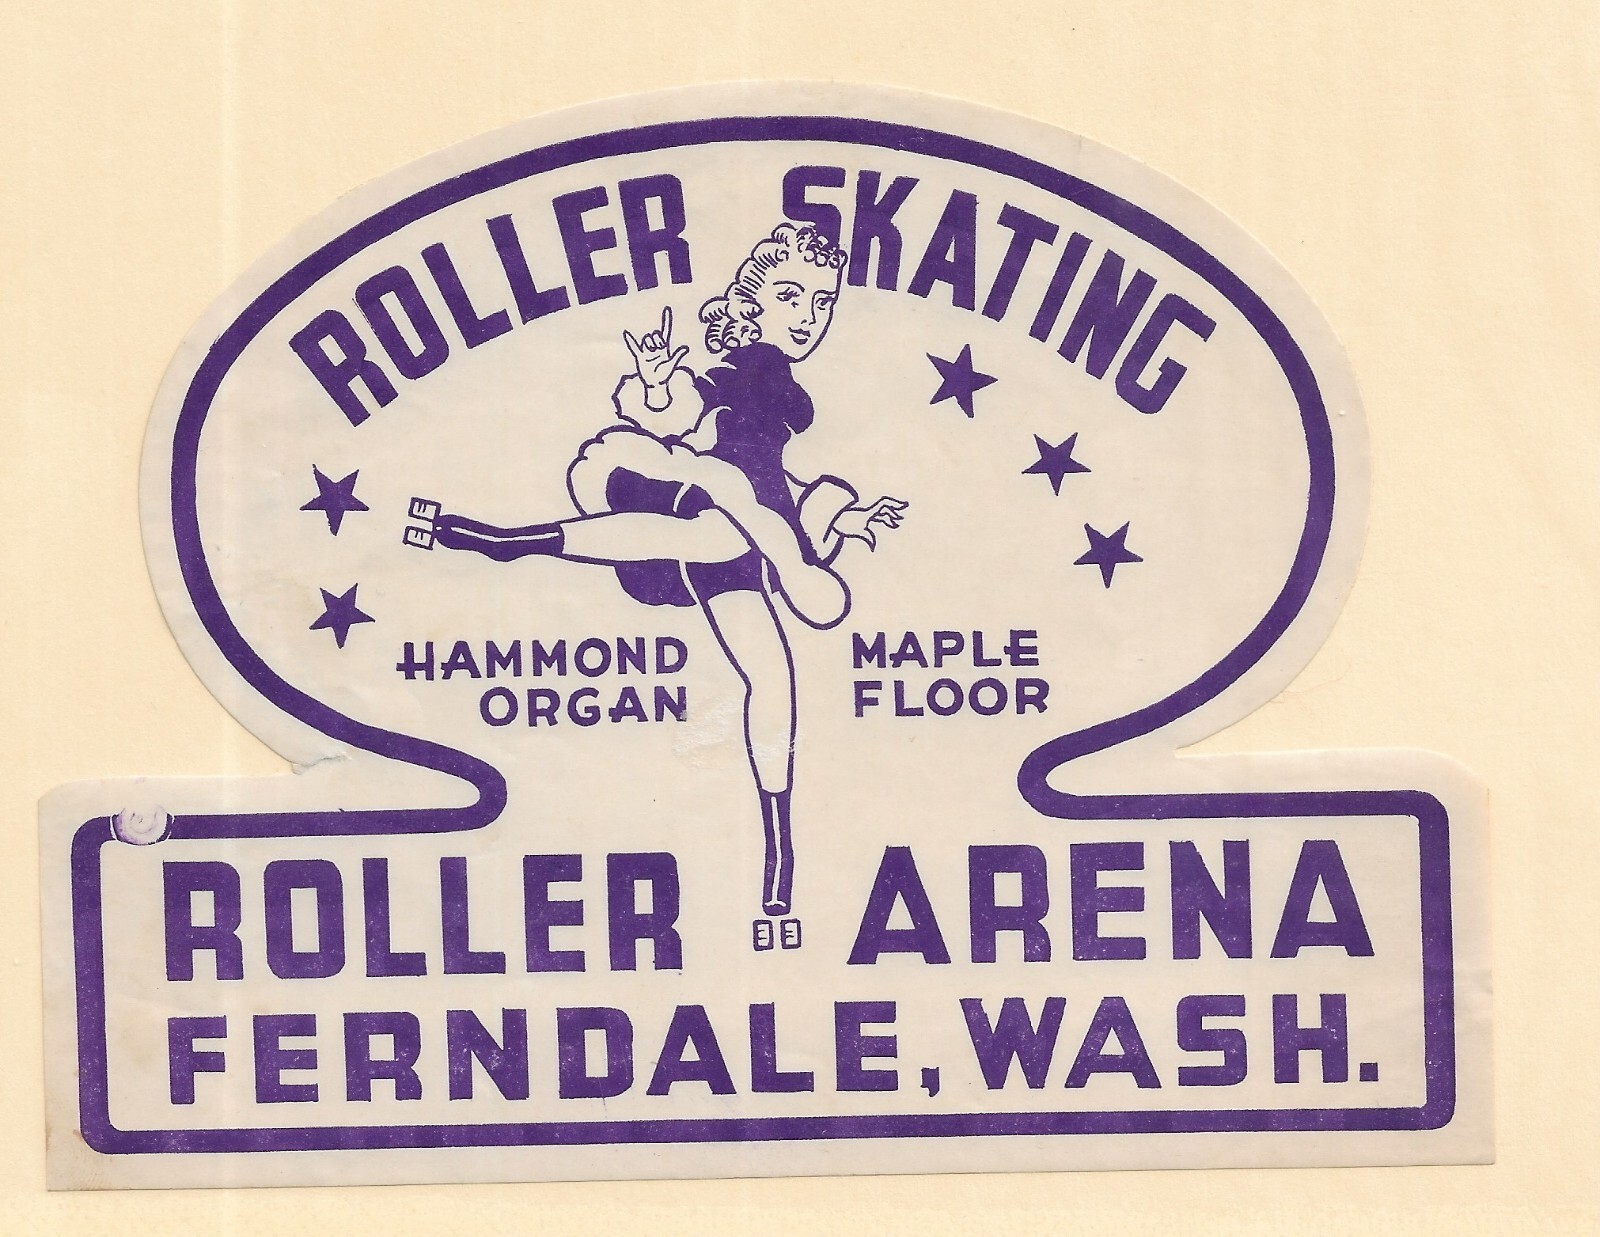 ROLLER SKATING
HAMMOND
ORGAN
MAPLE
FLOOR
ROLLER ARENA
FERNDALE, WASH.